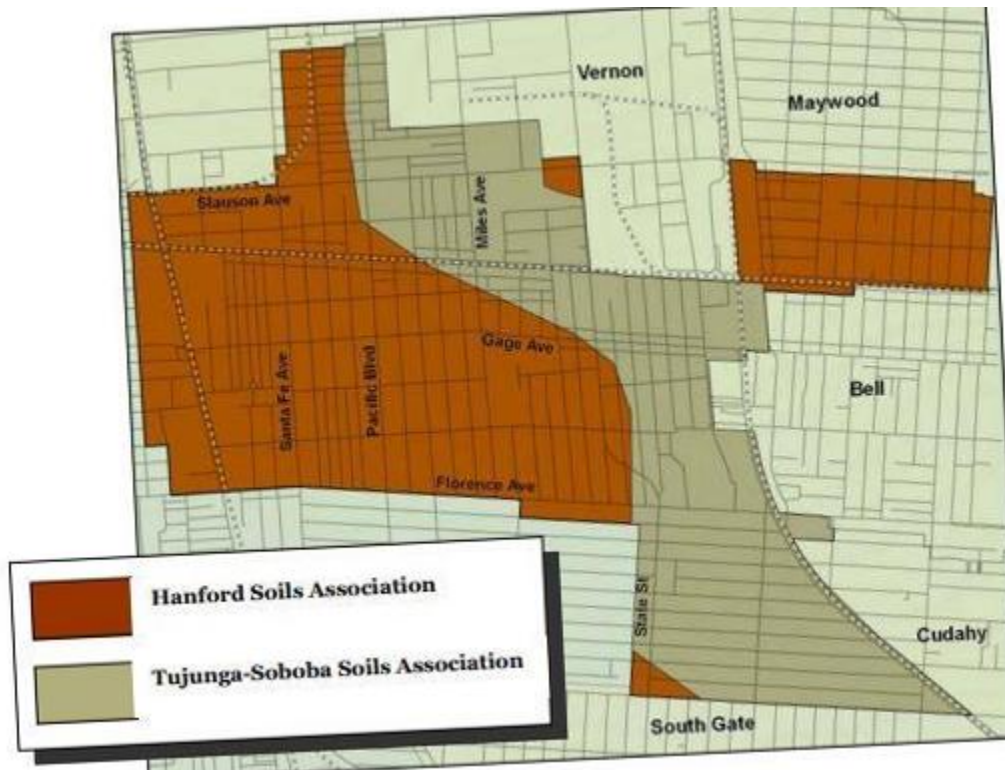 Vernon
Maywood
Slauson Ave
Miles Ave
Gage Ave
Santa Fe Ave
Pacific Blvd
Bell
Florence Ave
Hanford Soils Association
State St
Cudahy
Tujunga-Soboba Soils Association
South Gate